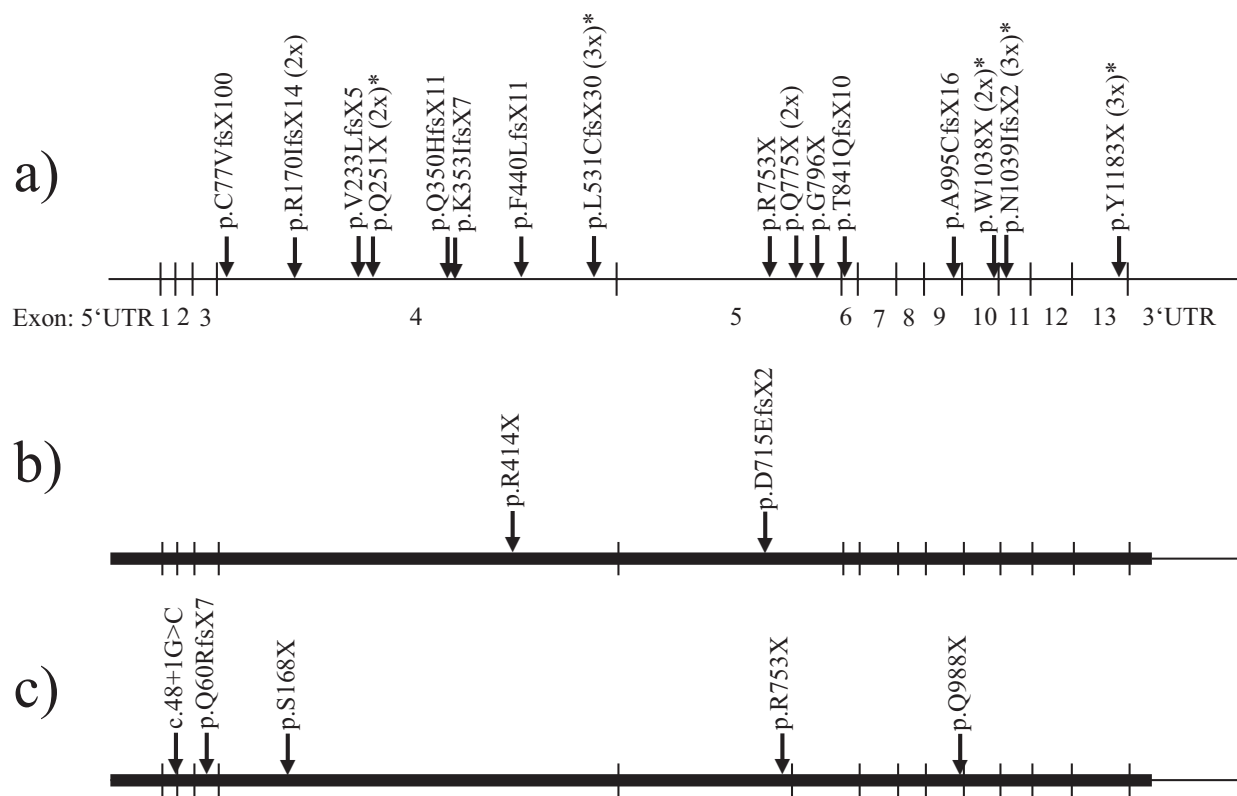 a)
p.C77VfsX100
p.R170IfsX14 (2x)
p.V233LfsX5
p.Q251X (2x)*
p.Q350HfsX11
p.K353IfsX7
p.F440LfsX11
p.L531CfsX30 (3x)*
p.R753X
p.Q775X (2x)
p.G796X
p.T841QfsX10
p.A995CfsX16
p.W1038X (2x)*
p.N1039IfsX2 (3x)*
p.Y1183X (3x)*
Exon: 5‘UTR 1 2 3 4 5 6 7 8 9 10 11 12 13 3‘UTR
b)
p.R414X
p.D715EfsX2
c)
c.48+1G>C
p.Q60RfsX7
p.S168X
p.R753X
p.Q988X